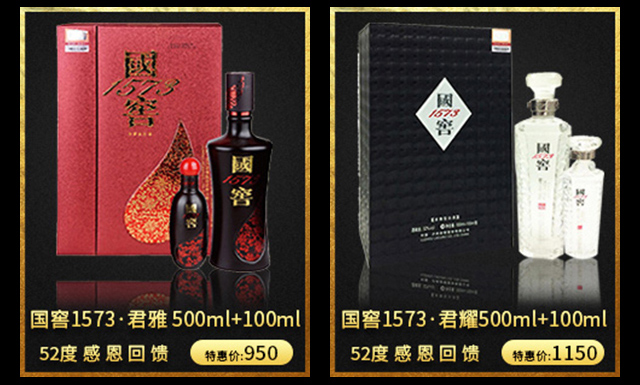 國
1573
窖
國
1573
窖
國
1573
窖
國
1573
窖
國
1573
窖
国窖1573·君雅 500ml+100ml
52度 感恩回馈 特惠价:950
国窖1573·君耀500ml+100ml
52度 感恩回馈 特惠价:1150